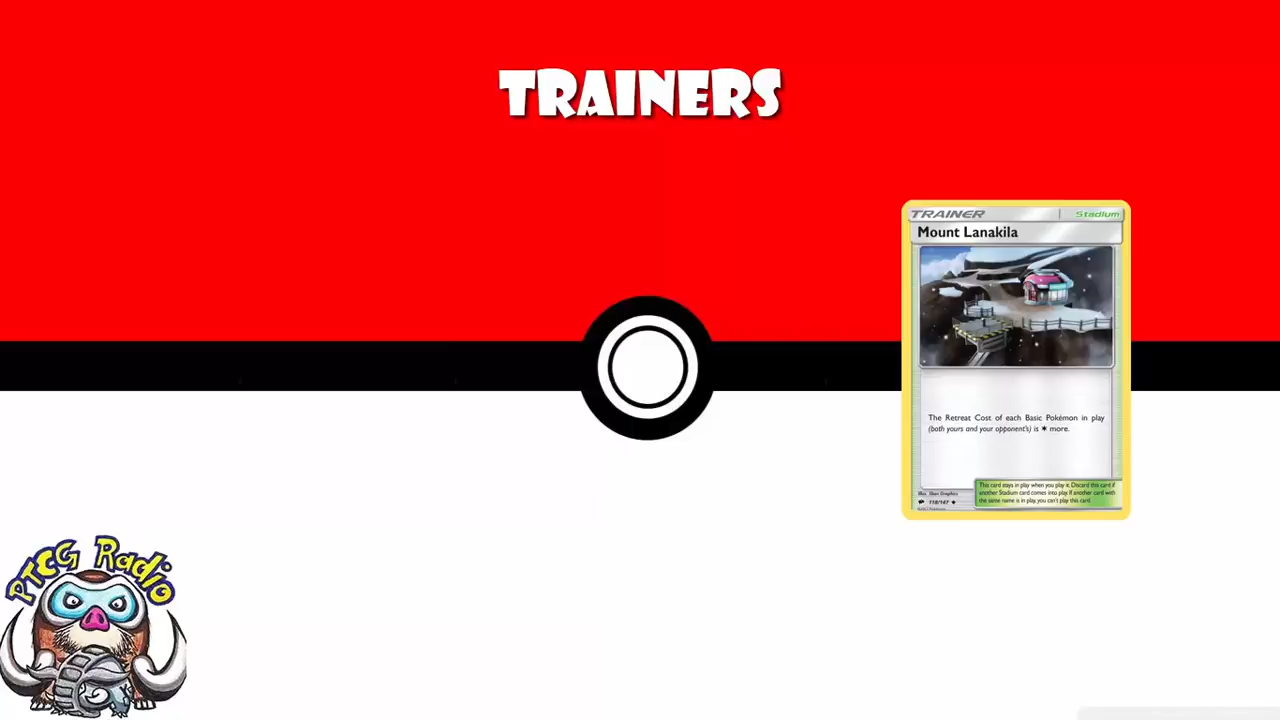 TRAINERS
TRAINER Stadium
Mount Lanakila
The Retreat Cost of each Basic Pokémon in play
(both yours and your opponent's) is ✱ more.
This card stays in play when you play it. Discard this card if
another Stadium card comes into play. If another card with
the same name is in play, you can't play this card.
118/147
PTCG Radio